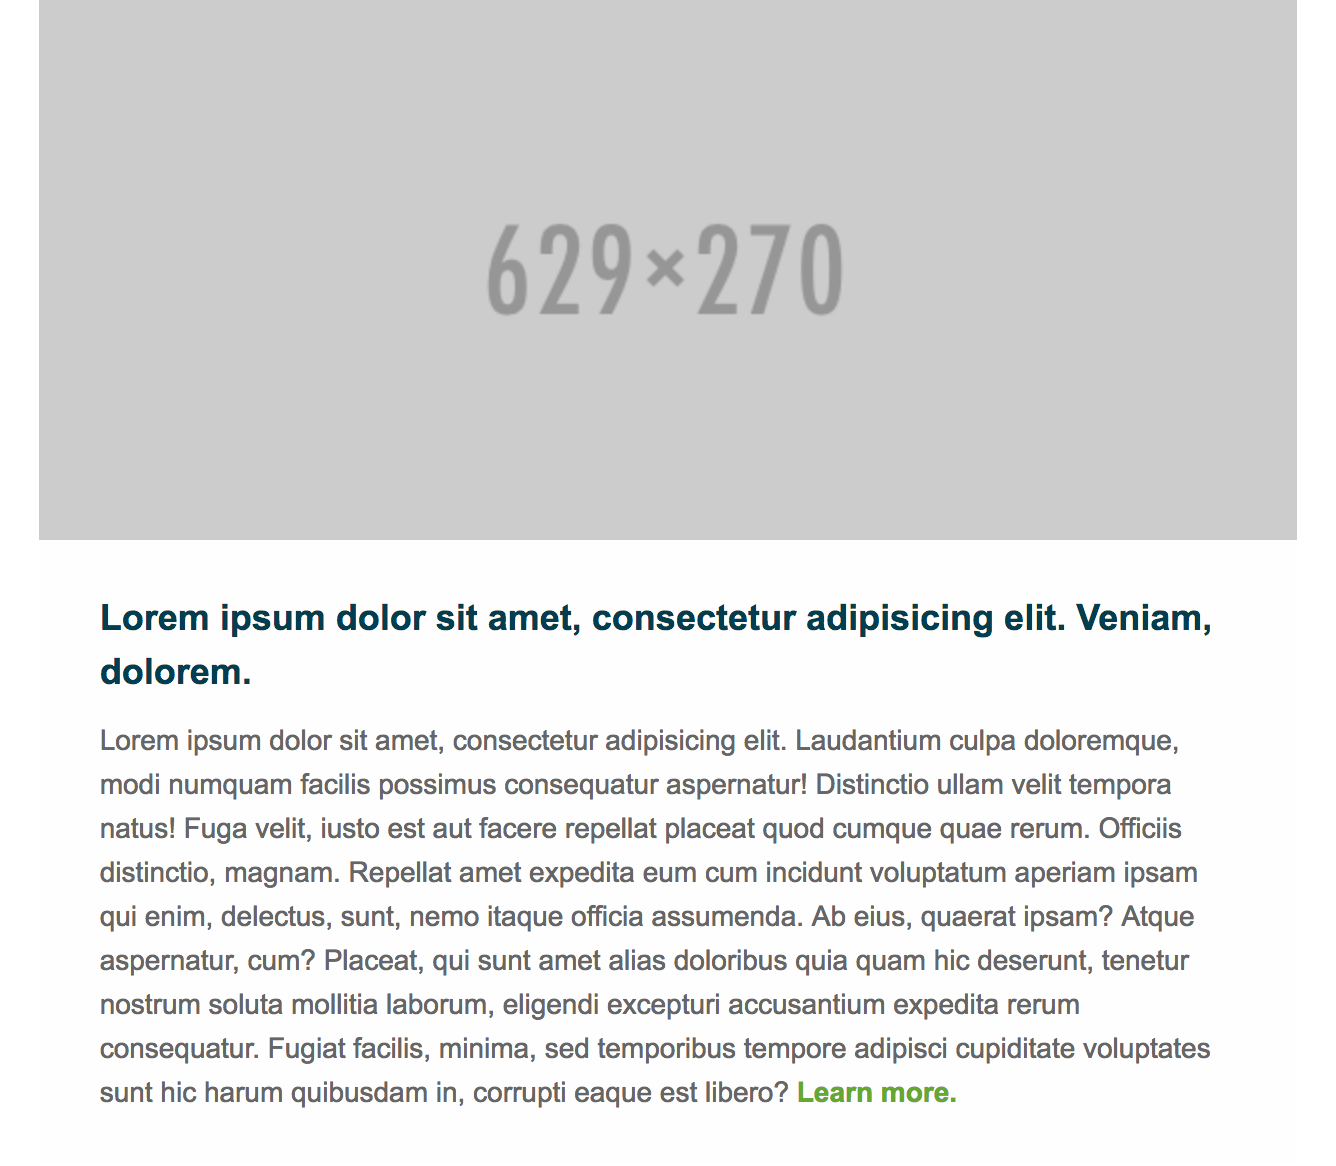 629×270
Lorem ipsum dolor sit amet, consectetur adipisicing elit. Veniam,
dolorem.
Lorem ipsum dolor sit amet, consectetur adipisicing elit. Laudantium culpa doloremque,
modi numquam facilis possimus consequatur aspernatur! Distinctio ullam velit tempora
natus! Fuga velit, iusto est aut facere repellat placeat quod cumque quae rerum. Officiis
distinctio, magnam. Repellat amet expedita eum cum incidunt voluptatum aperiam ipsam
qui enim, delectus, sunt, nemo itaque officia assumenda. Ab eius, quaerat ipsam? Atque
aspernatur, cum? Placeat, qui sunt amet alias doloribus quia quam hic deserunt, tenetur
nostrum soluta mollitia laborum, eligendi excepturi accusantium expedita rerum
consequatur. Fugiat facilis, minima, sed temporibus tempore adipisci cupiditate voluptates
sunt hic harum quibusdam in, corrupti eaque est libero? Learn more.